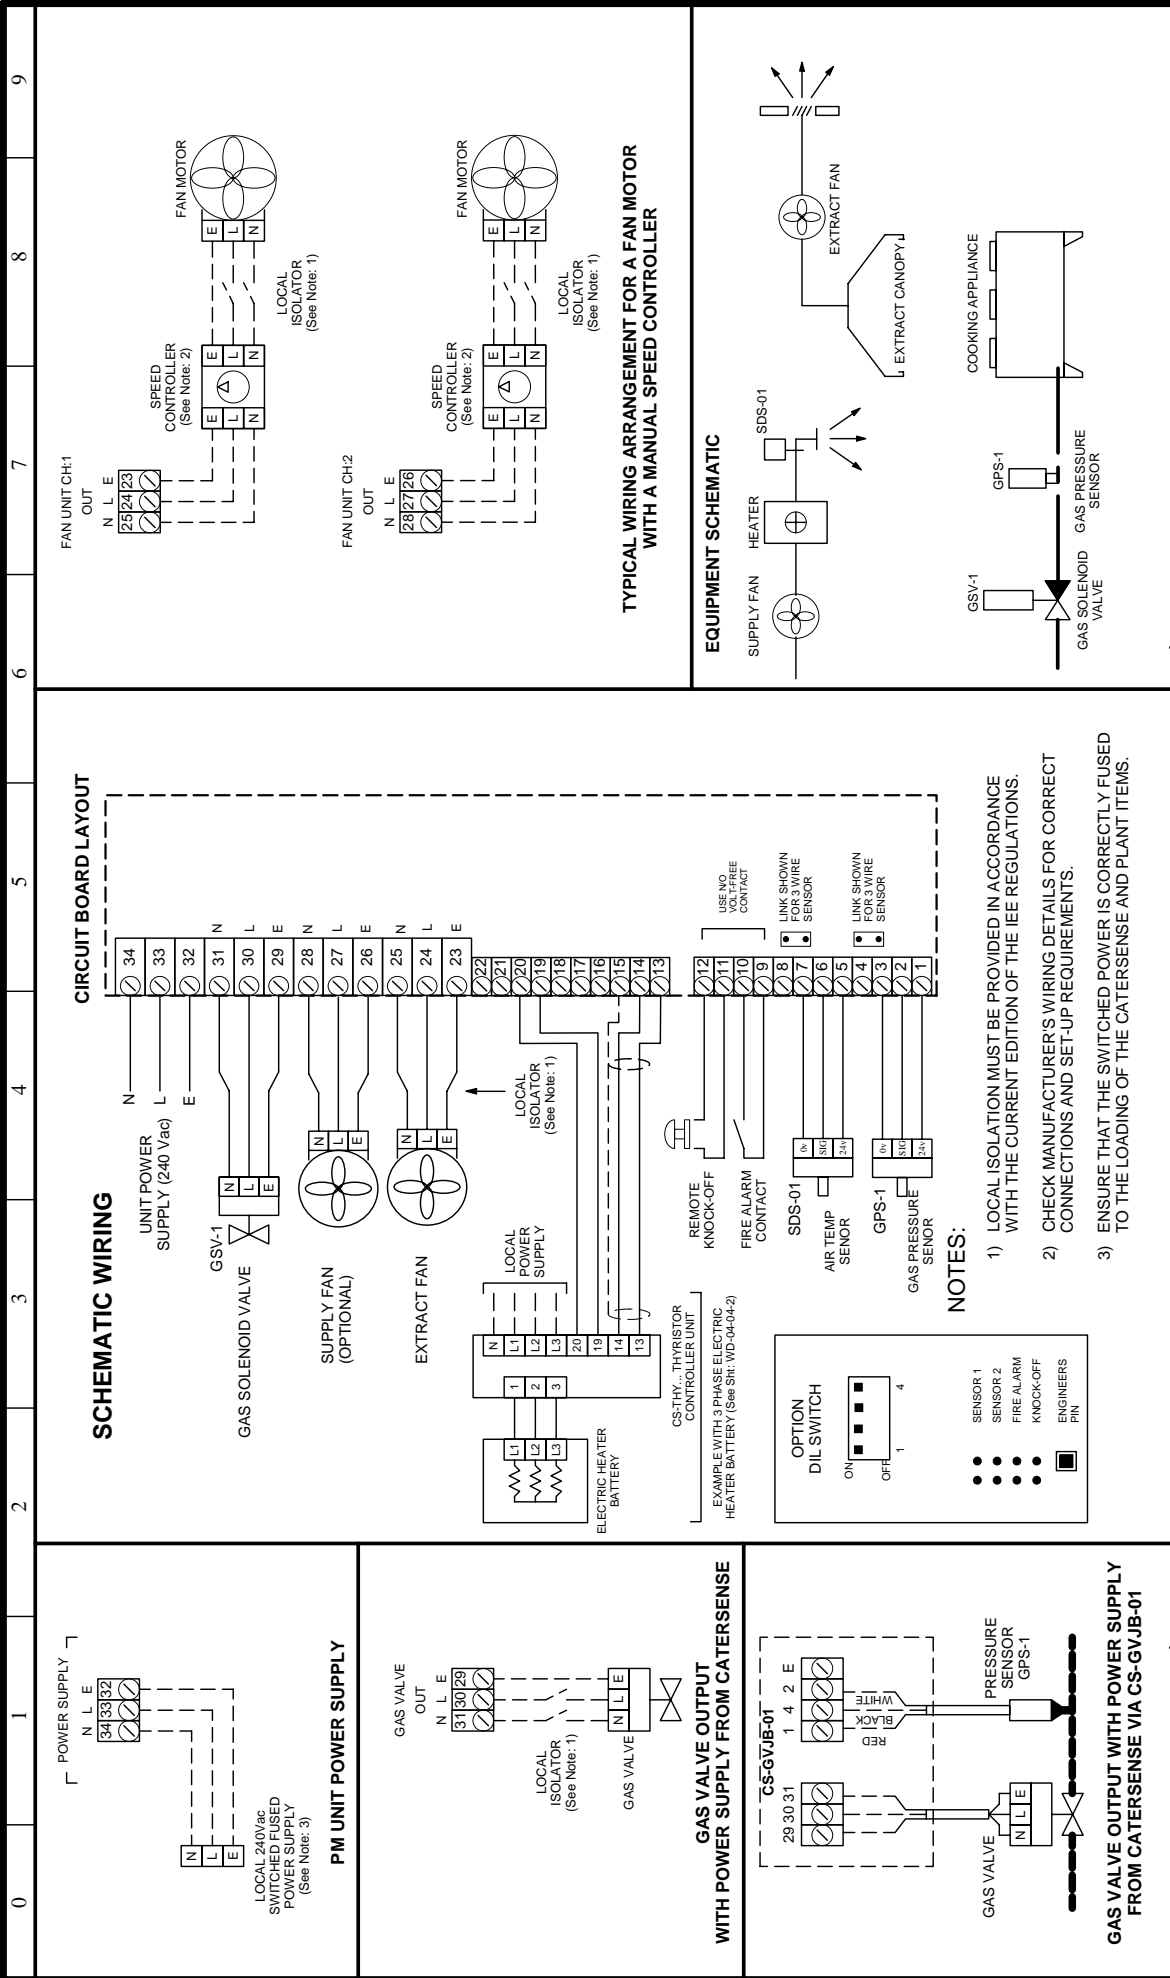 0 1 2 3 4 5 6 7 8 9
POWER SUPPLY
N L E
34 33 32
N
L
E
LOCAL 240Vac
SWITCHED FUSED
POWER SUPPLY
(See Note: 3)
PM UNIT POWER SUPPLY
GAS VALVE
OUT
N L E
31 30 29
LOCAL
ISOLATOR
(See Note: 1)
N L E
GAS VALVE
GAS VALVE OUTPUT
WITH POWER SUPPLY FROM CATERSENSE
CS-GVJB-01
29 30 31
1 4 2 E
RED
BLACK
WHITE
GAS VALVE
N L E
PRESSURE
SENSOR
GPS-1
GAS VALVE OUTPUT WITH POWER SUPPLY
FROM CATERSENSE VIA CS-GVJB-01
SCHEMATIC WIRING
CIRCUIT BOARD LAYOUT
N
L
E
UNIT POWER
SUPPLY (240 Vac)
34
33
32
31 N
30 L
29 E
28 N
27 L
26 E
25 N
24 L
23 E
22
21
20
19
18
17
16
15
14
13
12
11
10
9
8
7
6
5
4
3
2
1
GSV-1
N
L
E
GAS SOLENOID VALVE
N
L
E
SUPPLY FAN
(OPTIONAL)
N
L
E
EXTRACT FAN
LOCAL
ISOLATOR
(See Note: 1)
LOCAL
POWER
SUPPLY
N
L1
L2
L3
20
19
14
13
1
2
3
L1
L2
L3
ELECTRIC HEATER
BATTERY
CS-THY... THYRISTOR
CONTROLLER UNIT
EXAMPLE WITH 3 PHASE ELECTRIC
HEATER BATTERY (See Sht: WD-04-04-2)
REMOTE
KNOCK-OFF
FIRE ALARM
CONTACT
SDS-01
0v
SIG
24v
AIR TEMP
SENOR
GPS-1
0v
SIG
24v
GAS PRESSURE
SENOR
USE N/O
VOLT-FREE
CONTACT
LINK SHOWN
FOR 3 WIRE
SENSOR
LINK SHOWN
FOR 3 WIRE
SENSOR
OPTION
DIL SWITCH
ON
OFF
1
4
SENSOR 1
SENSOR 2
FIRE ALARM
KNOCK-OFF
ENGINEERS
PIN
NOTES:
1) LOCAL ISOLATION MUST BE PROVIDED IN ACCORDANCE
WITH THE CURRENT EDITION OF THE IEE REGULATIONS.
2) CHECK MANUFACTURER'S WIRING DETAILS FOR CORRECT
CONNECTIONS AND SET-UP REQUIREMENTS.
3) ENSURE THAT THE SWITCHED POWER IS CORRECTLY FUSED
TO THE LOADING OF THE CATERSENSE AND PLANT ITEMS.
FAN UNIT CH:1
OUT
N L E
25 24 23
SPEED
CONTROLLER
(See Note: 2)
E
L
N
E
L
N
LOCAL
ISOLATOR
(See Note: 1)
E
L
N
FAN MOTOR
FAN UNIT CH:2
OUT
N L E
28 27 26
SPEED
CONTROLLER
(See Note: 2)
E
L
N
E
L
N
LOCAL
ISOLATOR
(See Note: 1)
E
L
N
FAN MOTOR
TYPICAL WIRING ARRANGEMENT FOR A FAN MOTOR
WITH A MANUAL SPEED CONTROLLER
EQUIPMENT SCHEMATIC
SUPPLY FAN
HEATER
SDS-01
EXTRACT CANOPY
EXTRACT FAN
GSV-1
GAS SOLENOID
VALVE
GPS-1
GAS PRESSURE
SENSOR
COOKING APPLIANCE